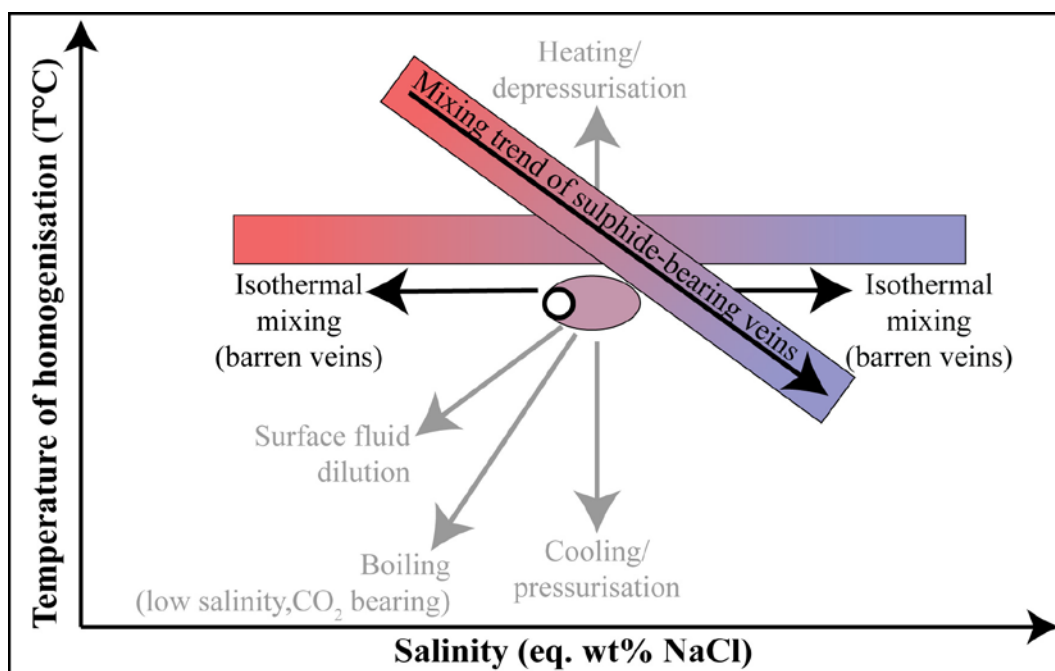 Temperature of homogenisation (T°C)
Heating/
depressurisation
Mixing trend of sulphide-bearing veins
Isothermal
mixing
(barren veins)
Isothermal
mixing
(barren veins)
Surface fluid
dilution
Boiling
(low salinity,CO₂ bearing)
Cooling/
pressurisation
Salinity (eq. wt% NaCl)